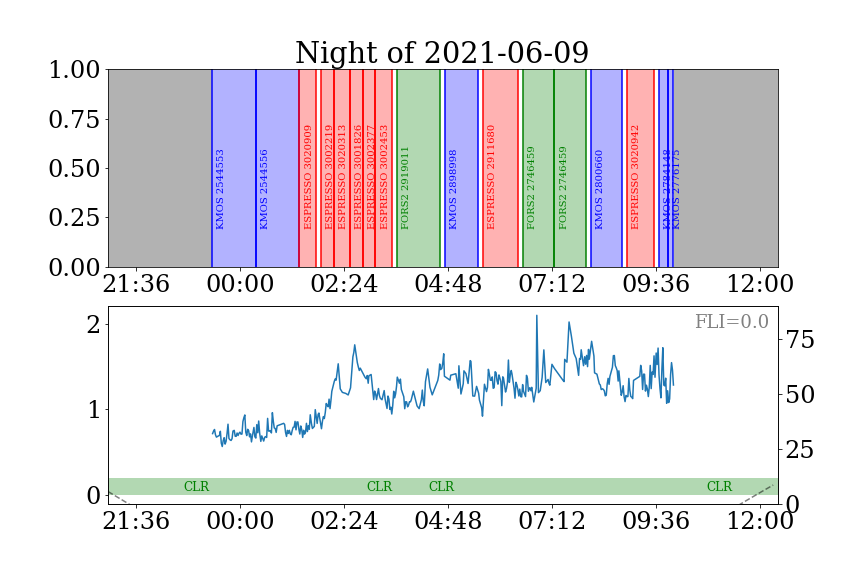 Night of 2021-06-09
1.00
0.75
0.50
0.25
0.00
KMOS 2544553
KMOS 2544556
ESPRESSO 3020909
ESPRESSO 3002219
ESPRESSO 3020313
ESPRESSO 3001826
ESPRESSO 3002377
ESPRESSO 3002453
FORS2 2919011
KMOS 2898998
ESPRESSO 2911680
FORS2 2746459
FORS2 2746459
KMOS 2800660
ESPRESSO 3020942
KMOS 2784148
KMOS 2776175
21:36 00:00 02:24 04:48 07:12 09:36 12:00
FLI=0.0
2
1
0
75
50
25
0
CLR CLR CLR CLR
21:36 00:00 02:24 04:48 07:12 09:36 12:00